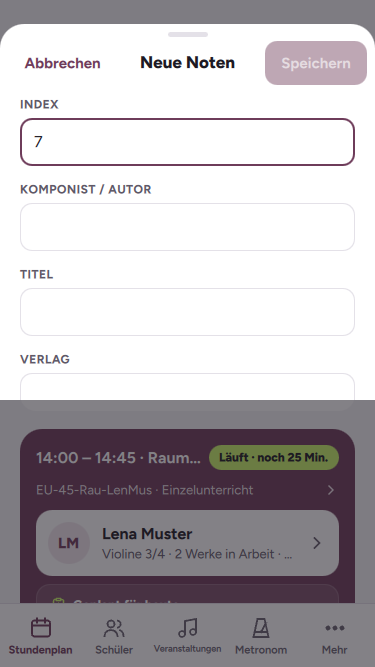 Abbrechen Neue Noten Speichern
INDEX
7
KOMPONIST / AUTOR
TITEL
VERLAG
14:00 – 14:45 · Raum... Läuft · noch 25 Min.
EU-45-Rau-LenMus · Einzelunterricht
LM Lena Muster
Violine 3/4 · 2 Werke in Arbeit · ...
Stundenplan Schüler Veranstaltungen Metronom Mehr